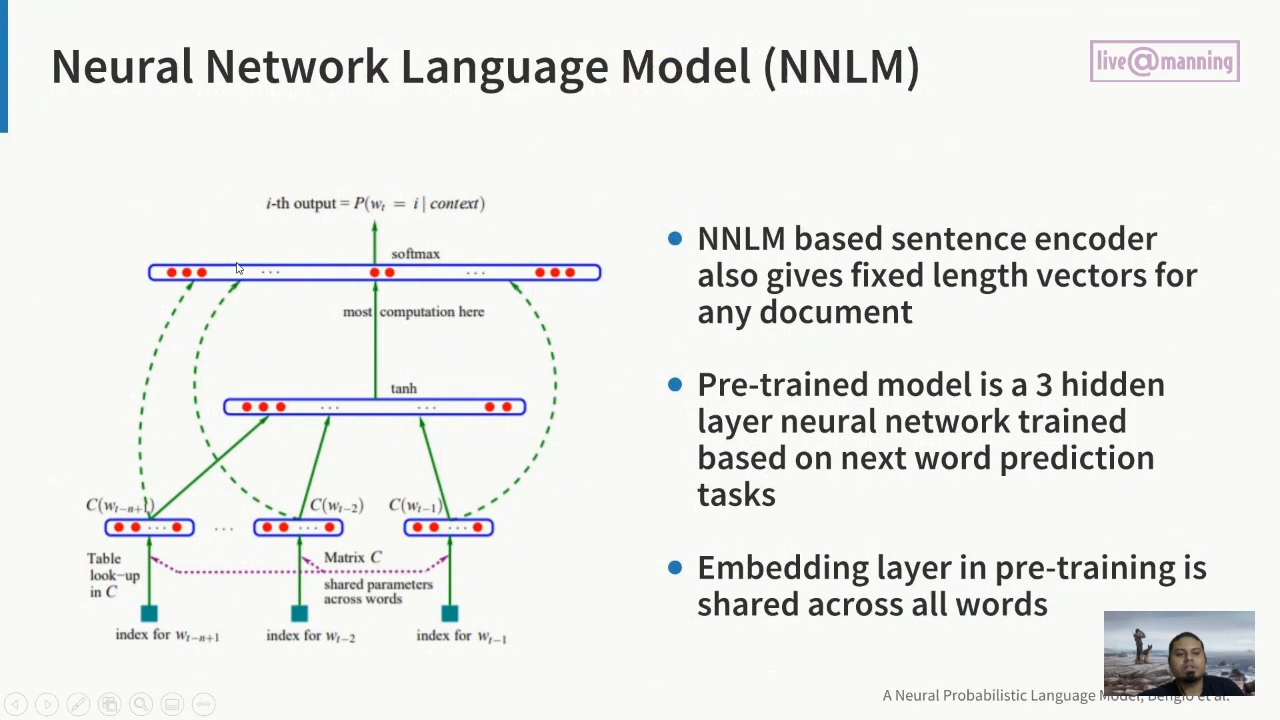 Neural Network Language Model (NNLM)
live@manning
i-th output = P(w_t = i | context)
softmax
most computation here
tanh
C(w_{t−n+1})
C(w_{t−2})
C(w_{t−1})
Table
look−up
in C
Matrix C
shared parameters
across words
index for w_{t−n+1}
index for w_{t−2}
index for w_{t−1}
● NNLM based sentence encoder
also gives fixed length vectors for
any document
● Pre-trained model is a 3 hidden
layer neural network trained
based on next word prediction
tasks
● Embedding layer in pre-training is
shared across all words
A Neural Probabilistic Language Model, Bengio et al.